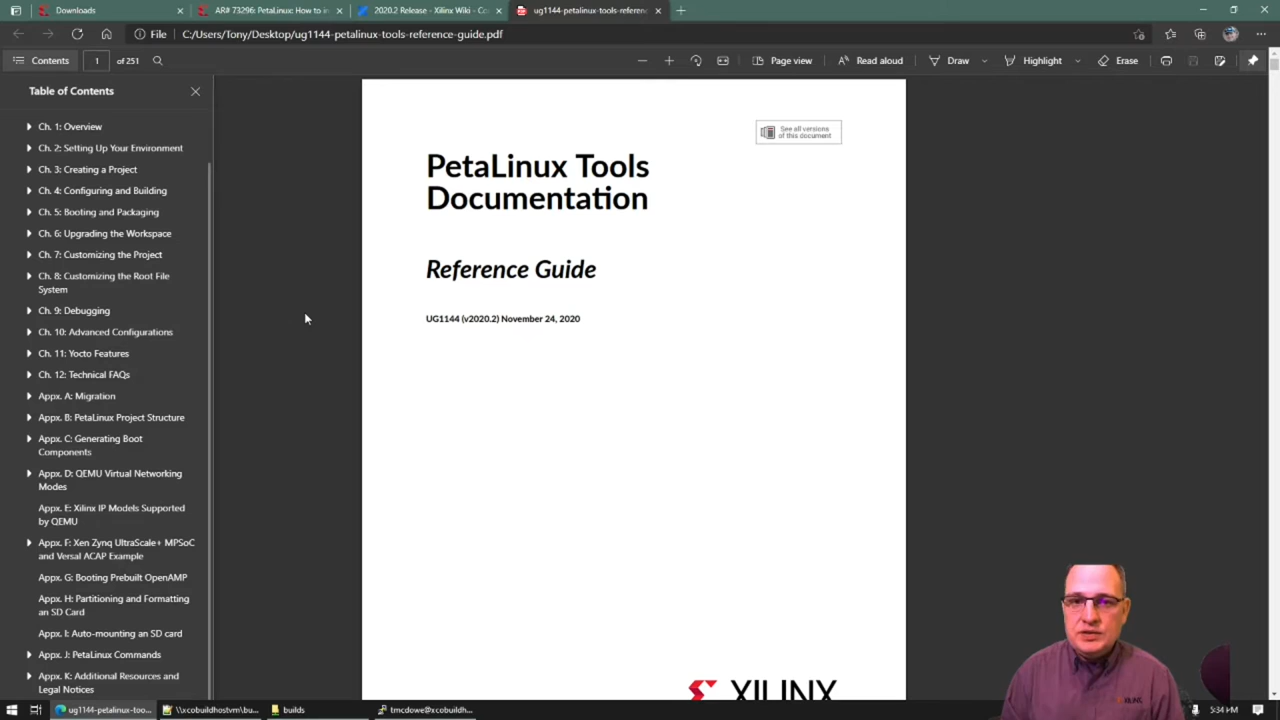 Downloads
AR# 73296: PetaLinux How to in
2020.2 Release - Xilinx Wiki - Co
ug1144-petalinux-tools-referenc
File
C:/Users/Tony/Desktop/ug1144-petalinux-tools-reference-guide.pdf
Contents
1
of 251
Page view
Read aloud
Draw
Highlight
Erase
Table of Contents
Ch. 1: Overview
Ch. 2: Setting Up Your Environment
Ch. 3: Creating a Project
Ch. 4: Configuring and Building
Ch. 5: Booting and Packaging
Ch. 6: Upgrading the Workspace
Ch. 7: Customizing the Project
Ch. 8: Customizing the Root File
System
Ch. 9: Debugging
Ch. 10: Advanced Configurations
Ch. 11: Yocto Features
Ch. 12: Technical FAQs
Appx. A: Migration
Appx. B: PetaLinux Project Structure
Appx. C: Generating Boot
Components
Appx. D: QEMU Virtual Networking
Modes
Appx. E: Xilinx IP Models Supported
by QEMU
Appx. F: Xen Zynq UltraScale+ MPSoC
and Versal ACAP Example
Appx. G: Booting Prebuilt OpenAMP
Appx. H: Partitioning and Formatting
an SD Card
Appx. I: Auto-mounting an SD card
Appx. J: PetaLinux Commands
Appx. K: Additional Resources and
Legal Notices
See all versions
of this document
PetaLinux Tools
Documentation
Reference Guide
UG1144 (v2020.2) November 24, 2020
XILINX
ug1144-petalinux-too...
\\xcobuildhostvm\bu...
builds
tmcdowe@xcobuildh...
5:34 PM